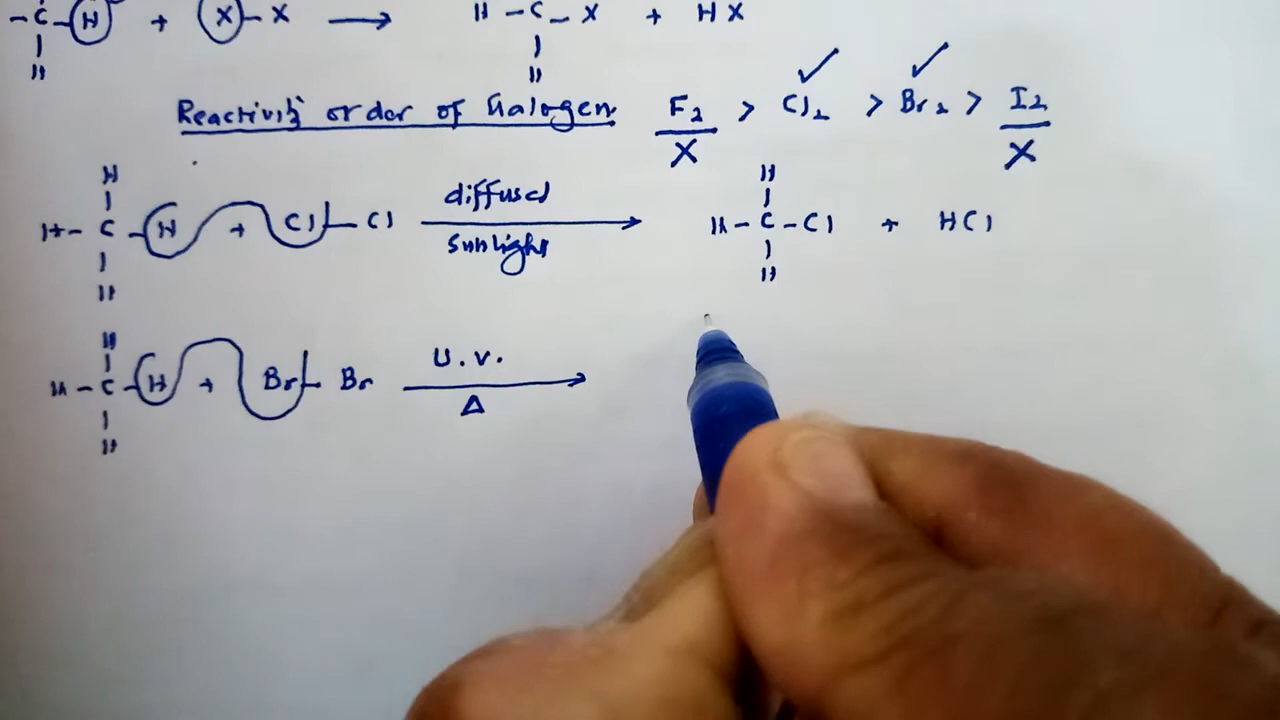 -C-H + X-X → H-C-X + HX
| |
H H
Reactivity order of Halogen F₂ > Cl₂ > Br₂ > I₂
X X
✓ ✓
H H
| |
H-C-H + Cl-Cl diffused sunlight → H-C-Cl + HCl
| |
H H
H
|
H-C-H + Br-Br U.V. Δ →
|
H